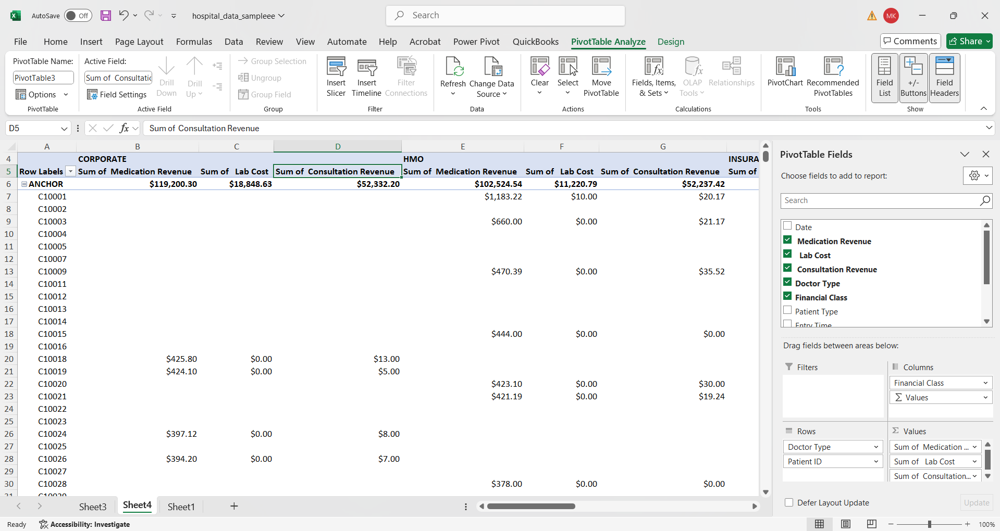 AutoSave Off hospital_data_sampleee Search MK
File Home Insert Page Layout Formulas Data Review View Automate Help Acrobat Power Pivot QuickBooks PivotTable Analyze Design Comments Share
PivotTable Name:
PivotTable3
Options
PivotTable
Active Field:
Sum of Consultatic
Field Settings
Drill Down
Drill Up
Active Field
Group Selection
Ungroup
Group Field
Group
Insert Slicer
Insert Timeline
Filter Connections
Filter
Refresh
Change Data Source
Data
Clear
Select
Move PivotTable
Actions
Fields, Items, & Sets
OLAP Tools
Relationships
Calculations
PivotChart
Recommended PivotTables
Tools
Field List
+/- Buttons
Field Headers
Show
D5 fx Sum of Consultation Revenue
A B C D E F G
4 CORPORATE HMO INSURA
5 Row Labels Sum of Medication Revenue Sum of Lab Cost Sum of Consultation Revenue Sum of Medication Revenue Sum of Lab Cost Sum of Consultation Revenue Sum of
6 ANCHOR $119,200.30 $18,848.63 $52,332.20 $102,524.54 $11,220.79 $52,237.42
7 C10001 $1,183.22 $10.00 $20.17
8 C10002
9 C10003 $660.00 $0.00 $21.17
10 C10004
11 C10005
12 C10007
13 C10009 $470.39 $0.00 $35.52
14 C10011
15 C10012
16 C10013
17 C10014
18 C10015 $444.00 $0.00 $0.00
19 C10016
20 C10018 $425.80 $0.00 $13.00
21 C10019 $424.10 $0.00 $5.00
22 C10020 $423.10 $0.00 $30.00
23 C10021 $421.19 $0.00 $19.24
24 C10022
25 C10023
26 C10024 $397.12 $0.00 $8.00
27 C10025
28 C10026 $394.20 $0.00 $7.00
29 C10027
30 C10028 $378.00 $0.00 $0.00
31 C10029
PivotTable Fields
Choose fields to add to report:
Search
Date
Medication Revenue
Lab Cost
Consultation Revenue
Doctor Type
Financial Class
Patient Type
Entry Time
Drag fields between areas below:
Filters
Columns
Financial Class
Σ Values
Rows
Doctor Type
Patient ID
Σ Values
Sum of Medication ...
Sum of Lab Cost
Sum of Consultation...
Defer Layout Update Update
Sheet3 Sheet4 Sheet1 +
Ready Accessibility: Investigate 100%